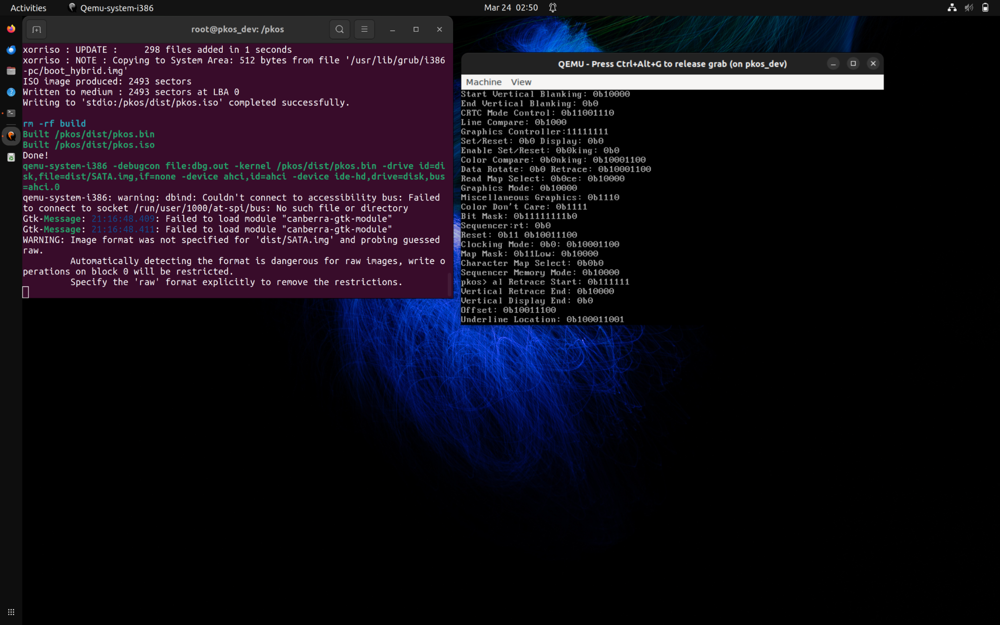 Activities
Qemu-system-i386
Mar 24 02:50
root@pkos_dev: /pkos
xorriso : UPDATE :     298 files added in 1 seconds
xorriso : NOTE : Copying to System Area: 512 bytes from file '/usr/lib/grub/i386
-pc/boot_hybrid.img'
ISO image produced: 2493 sectors
Written to medium : 2493 sectors at LBA 0
Writing to 'stdio:/pkos/dist/pkos.iso' completed successfully.
rm -rf build
Built /pkos/dist/pkos.bin
Built /pkos/dist/pkos.iso
Done!
qemu-system-i386 -debugcon file:dbg.out -kernel /pkos/dist/pkos.bin -drive id=di
sk,file=dist/SATA.img,if=none -device ahci,id=ahci -device ide-hd,drive=disk,bus
=ahci.0
qemu-system-i386: warning: dbind: Couldn't connect to accessibility bus: Failed
to connect to socket /run/user/1000/at-spi/bus: No such file or directory
Gtk-Message: 21:16:48.409: Failed to load module "canberra-gtk-module"
Gtk-Message: 21:16:48.411: Failed to load module "canberra-gtk-module"
WARNING: Image format was not specified for 'dist/SATA.img' and probing guessed
raw.
         Automatically detecting the format is dangerous for raw images, write o
perations on block 0 will be restricted.
         Specify the 'raw' format explicitly to remove the restrictions.
QEMU - Press Ctrl+Alt+G to release grab (on pkos_dev)
Machine View
Start Vertical Blanking: 0b10000
End Vertical Blanking: 0b0
CRTC Mode Control: 0b11001110
Line Compare: 0b1000
Graphics Controller:11111111
Set/Reset: 0b0 Display: 0b0
Enable Set/Reset: 0b0king: 0b0
Color Compare: 0b0nking: 0b10001100
Data Rotate: 0b0 Retrace: 0b10001100
Read Map Select: 0b0ce: 0b10000
Graphics Mode: 0b10000
Miscellaneous Graphics: 0b1110
Color Don't Care: 0b1111
Bit Mask: 0b11111111b0
Sequencer:rt: 0b0
Reset: 0b11 0b10011100
Clocking Mode: 0b0: 0b10001100
Map Mask: 0b11Low: 0b10000
Character Map Select: 0b0b0
Sequencer Memory Mode: 0b10000
pkos> al Retrace Start: 0b111111
Vertical Retrace End: 0b10000
Vertical Display End: 0b0
Offset: 0b10011100
Underline Location: 0b100011001